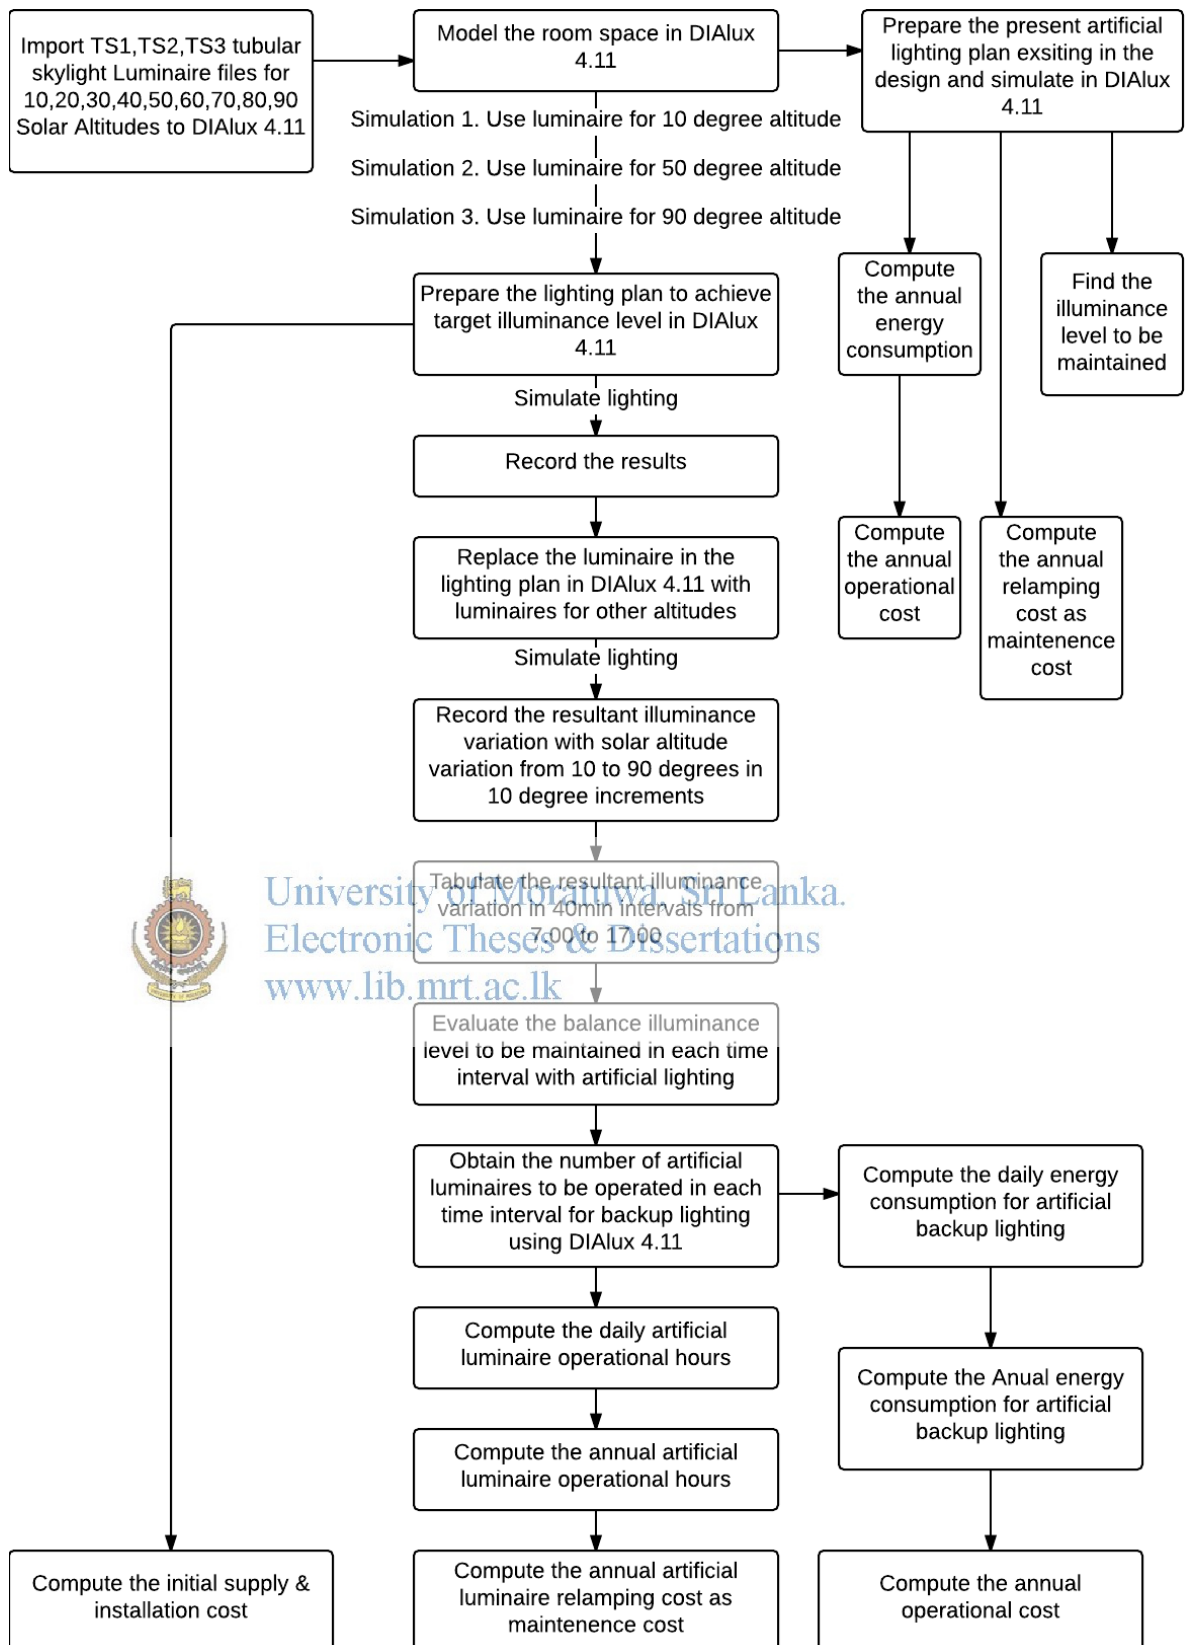 Import TS1,TS2,TS3 tubular
skylight Luminaire files for
10,20,30,40,50,60,70,80,90
Solar Altitudes to DIAlux 4.11
Model the room space in DIAlux
4.11
Prepare the present artificial
lighting plan exsiting in the
design and simulate in DIAlux
4.11
Simulation 1. Use luminaire for 10 degree altitude
Simulation 2. Use luminaire for 50 degree altitude
Simulation 3. Use luminaire for 90 degree altitude
Compute
the annual
energy
consumption
Find the
illuminance
level to be
maintained
Prepare the lighting plan to achieve
target illuminance level in DIAlux
4.11
Simulate lighting
Record the results
Compute
the annual
operational
cost
Compute
the annual
relamping
cost as
maintenence
cost
Replace the luminaire in the
lighting plan in DIAlux 4.11 with
luminaires for other altitudes
Simulate lighting
Record the resultant illuminance
variation with solar altitude
variation from 10 to 90 degrees in
10 degree increments
Tabulate the resultant illuminance
variation in 40min intervals from
7.00 to 17.00
University of Moratuwa, Sri Lanka.
Electronic Theses & Dissertations
www.lib.mrt.ac.lk
Evaluate the balance illuminance
level to be maintained in each time
interval with artificial lighting
Obtain the number of artificial
luminaires to be operated in each
time interval for backup lighting
using DIAlux 4.11
Compute the daily energy
consumption for artificial
backup lighting
Compute the daily artificial
luminaire operational hours
Compute the Anual energy
consumption for artificial
backup lighting
Compute the annual artificial
luminaire operational hours
Compute the initial supply &
installation cost
Compute the annual artificial
luminaire relamping cost as
maintenence cost
Compute the annual
operational cost